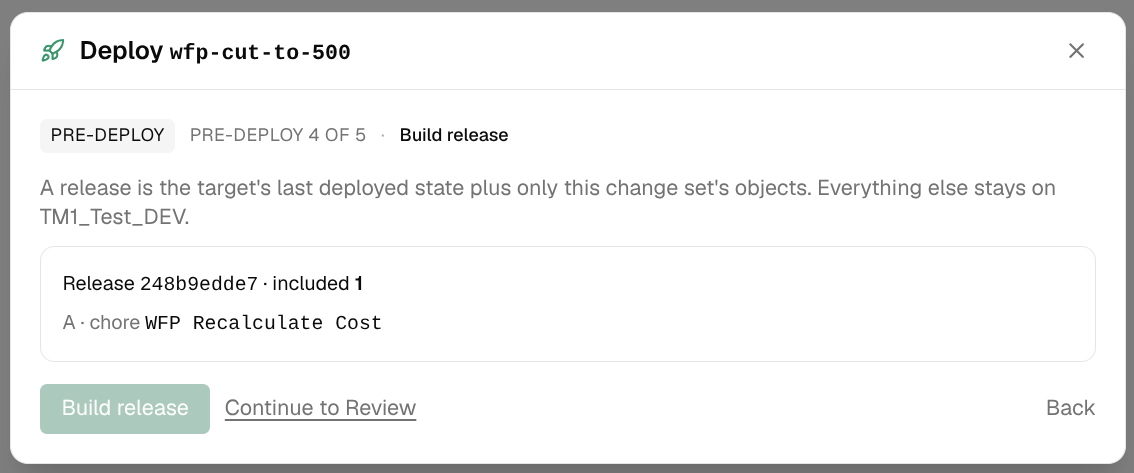 Deploy wfp-cut-to-500
PRE-DEPLOY PRE-DEPLOY 4 OF 5 · Build release
A release is the target's last deployed state plus only this change set's objects. Everything else stays on
TM1_Test_DEV.
Release 248b9edde7 · included 1
A · chore WFP Recalculate Cost
Build release Continue to Review Back